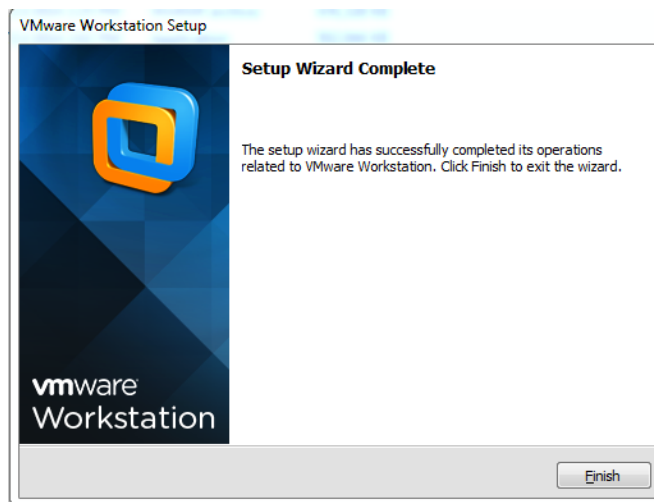 VMware Workstation Setup
Setup Wizard Complete
The setup wizard has successfully completed its operations
related to VMware Workstation. Click Finish to exit the wizard.
vmware
Workstation
Finish